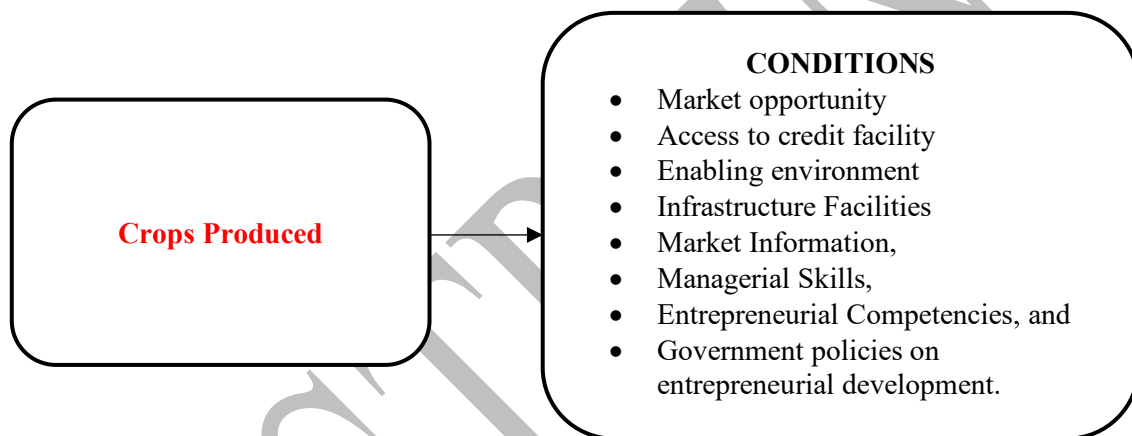 CONDITIONS
• Market opportunity
• Access to credit facility
• Enabling environment
• Infrastructure Facilities
• Market Information,
• Managerial Skills,
• Entrepreneurial Competencies, and
• Government policies on
entrepreneurial development.
Crops Produced